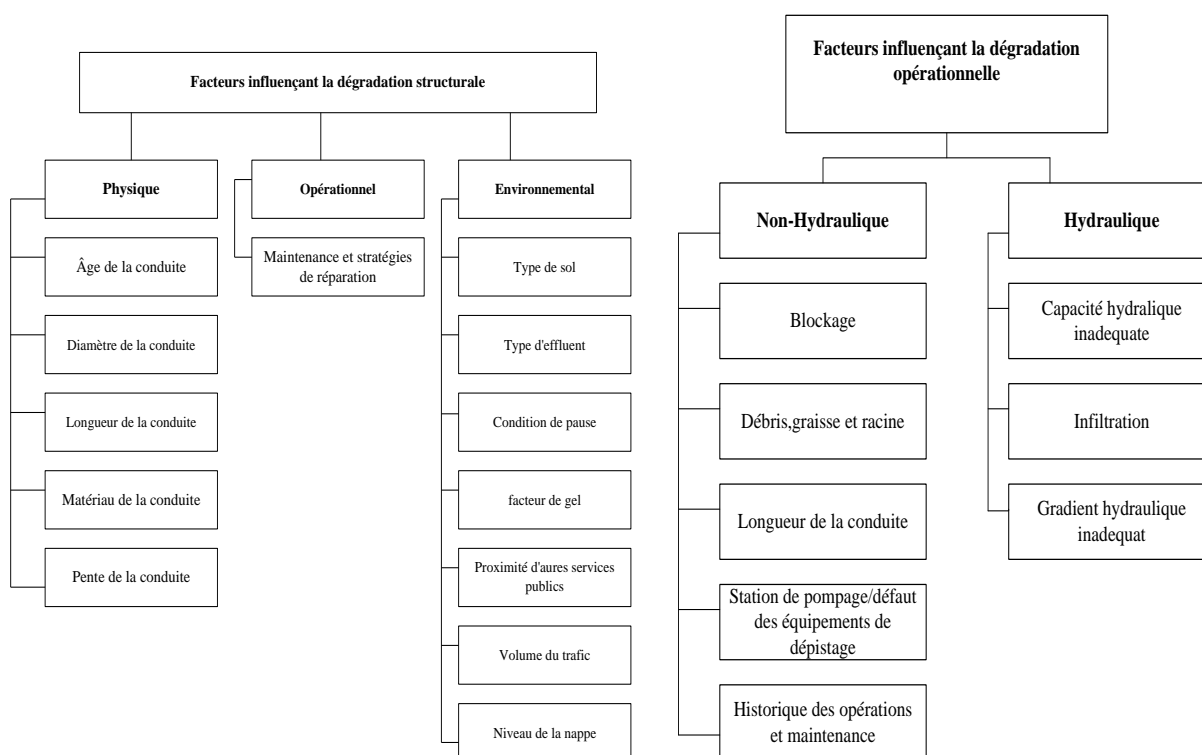 Facteurs influençant la dégradation structurale
Physique
Âge de la conduite
Diamètre de la conduite
Longueur de la conduite
Matériau de la conduite
Pente de la conduite
Opérationnel
Maintenance et stratégies
de réparation
Environnemental
Type de sol
Type d'effluent
Condition de pause
facteur de gel
Proximité d'aures services
publics
Volume du trafic
Niveau de la nappe
Facteurs influençant la dégradation
opérationnelle
Non-Hydraulique
Blockage
Débris,graisse et racine
Longueur de la conduite
Station de pompage/défaut
des équipements de
dépistage
Historique des opérations
et maintenance
Hydraulique
Capacité hydralique
inadequate
Infiltration
Gradient hydraulique
inadequat